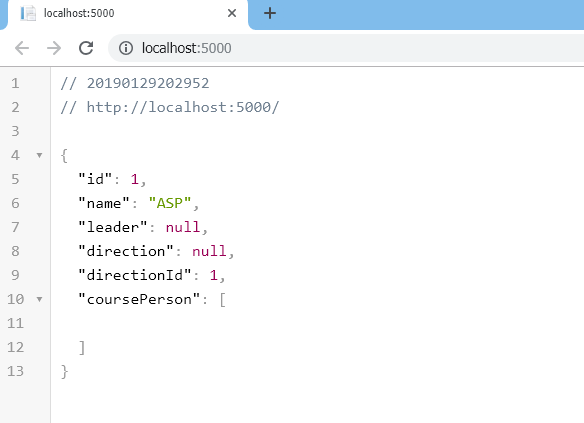 localhost:5000
localhost:5000
1 // 20190129202952
2 // http://localhost:5000/
3
4 {
5 "id": 1,
6 "name": "ASP",
7 "leader": null,
8 "direction": null,
9 "directionId": 1,
10 "coursePerson": [
11
12 ]
13 }